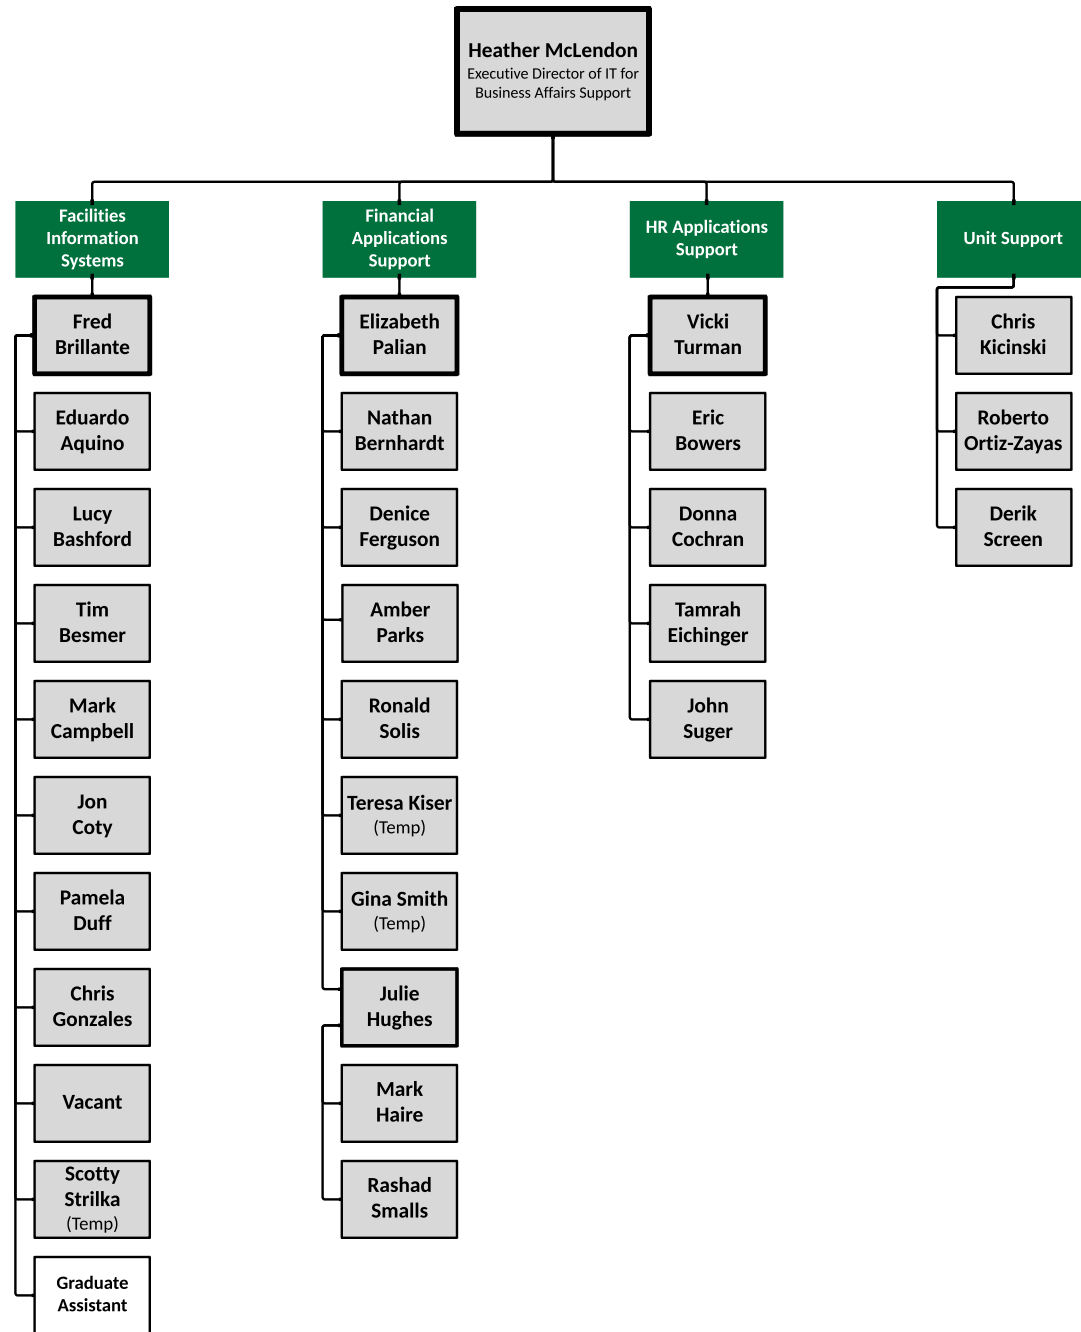 Heather McLendon
Executive Director of IT for
Business Affairs Support
Facilities
Information
Systems
Fred
Brillante
Eduardo
Aquino
Lucy
Bashford
Tim
Besmer
Mark
Campbell
Jon
Coty
Pamela
Duff
Chris
Gonzales
Vacant
Scotty
Strilka
(Temp)
Graduate
Assistant
Financial
Applications
Support
Elizabeth
Palian
Nathan
Bernhardt
Denice
Ferguson
Amber
Parks
Ronald
Solis
Teresa Kiser
(Temp)
Gina Smith
(Temp)
Julie
Hughes
Mark
Haire
Rashad
Smalls
HR Applications
Support
Vicki
Turman
Eric
Bowers
Donna
Cochran
Tamrah
Eichinger
John
Suger
Unit Support
Chris
Kicinski
Roberto
Ortiz-Zayas
Derik
Screen